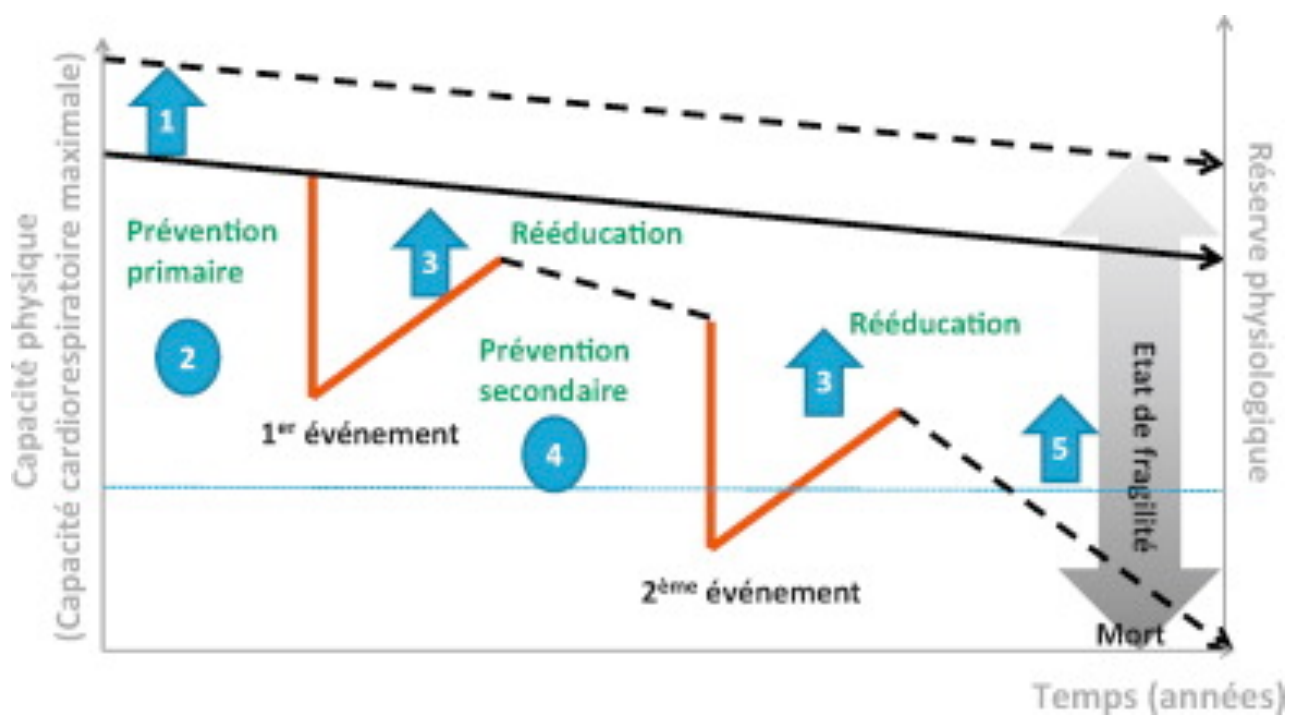 Capacité physique
(Capacité cardiorespiratoire maximale)
1
Prévention
primaire
2
3
Rééducation
1er événement
Prévention
secondaire
4
3
Rééducation
2ème événement
5
Etat de fragilité
Mort
Réserve physiologique
Temps (années)